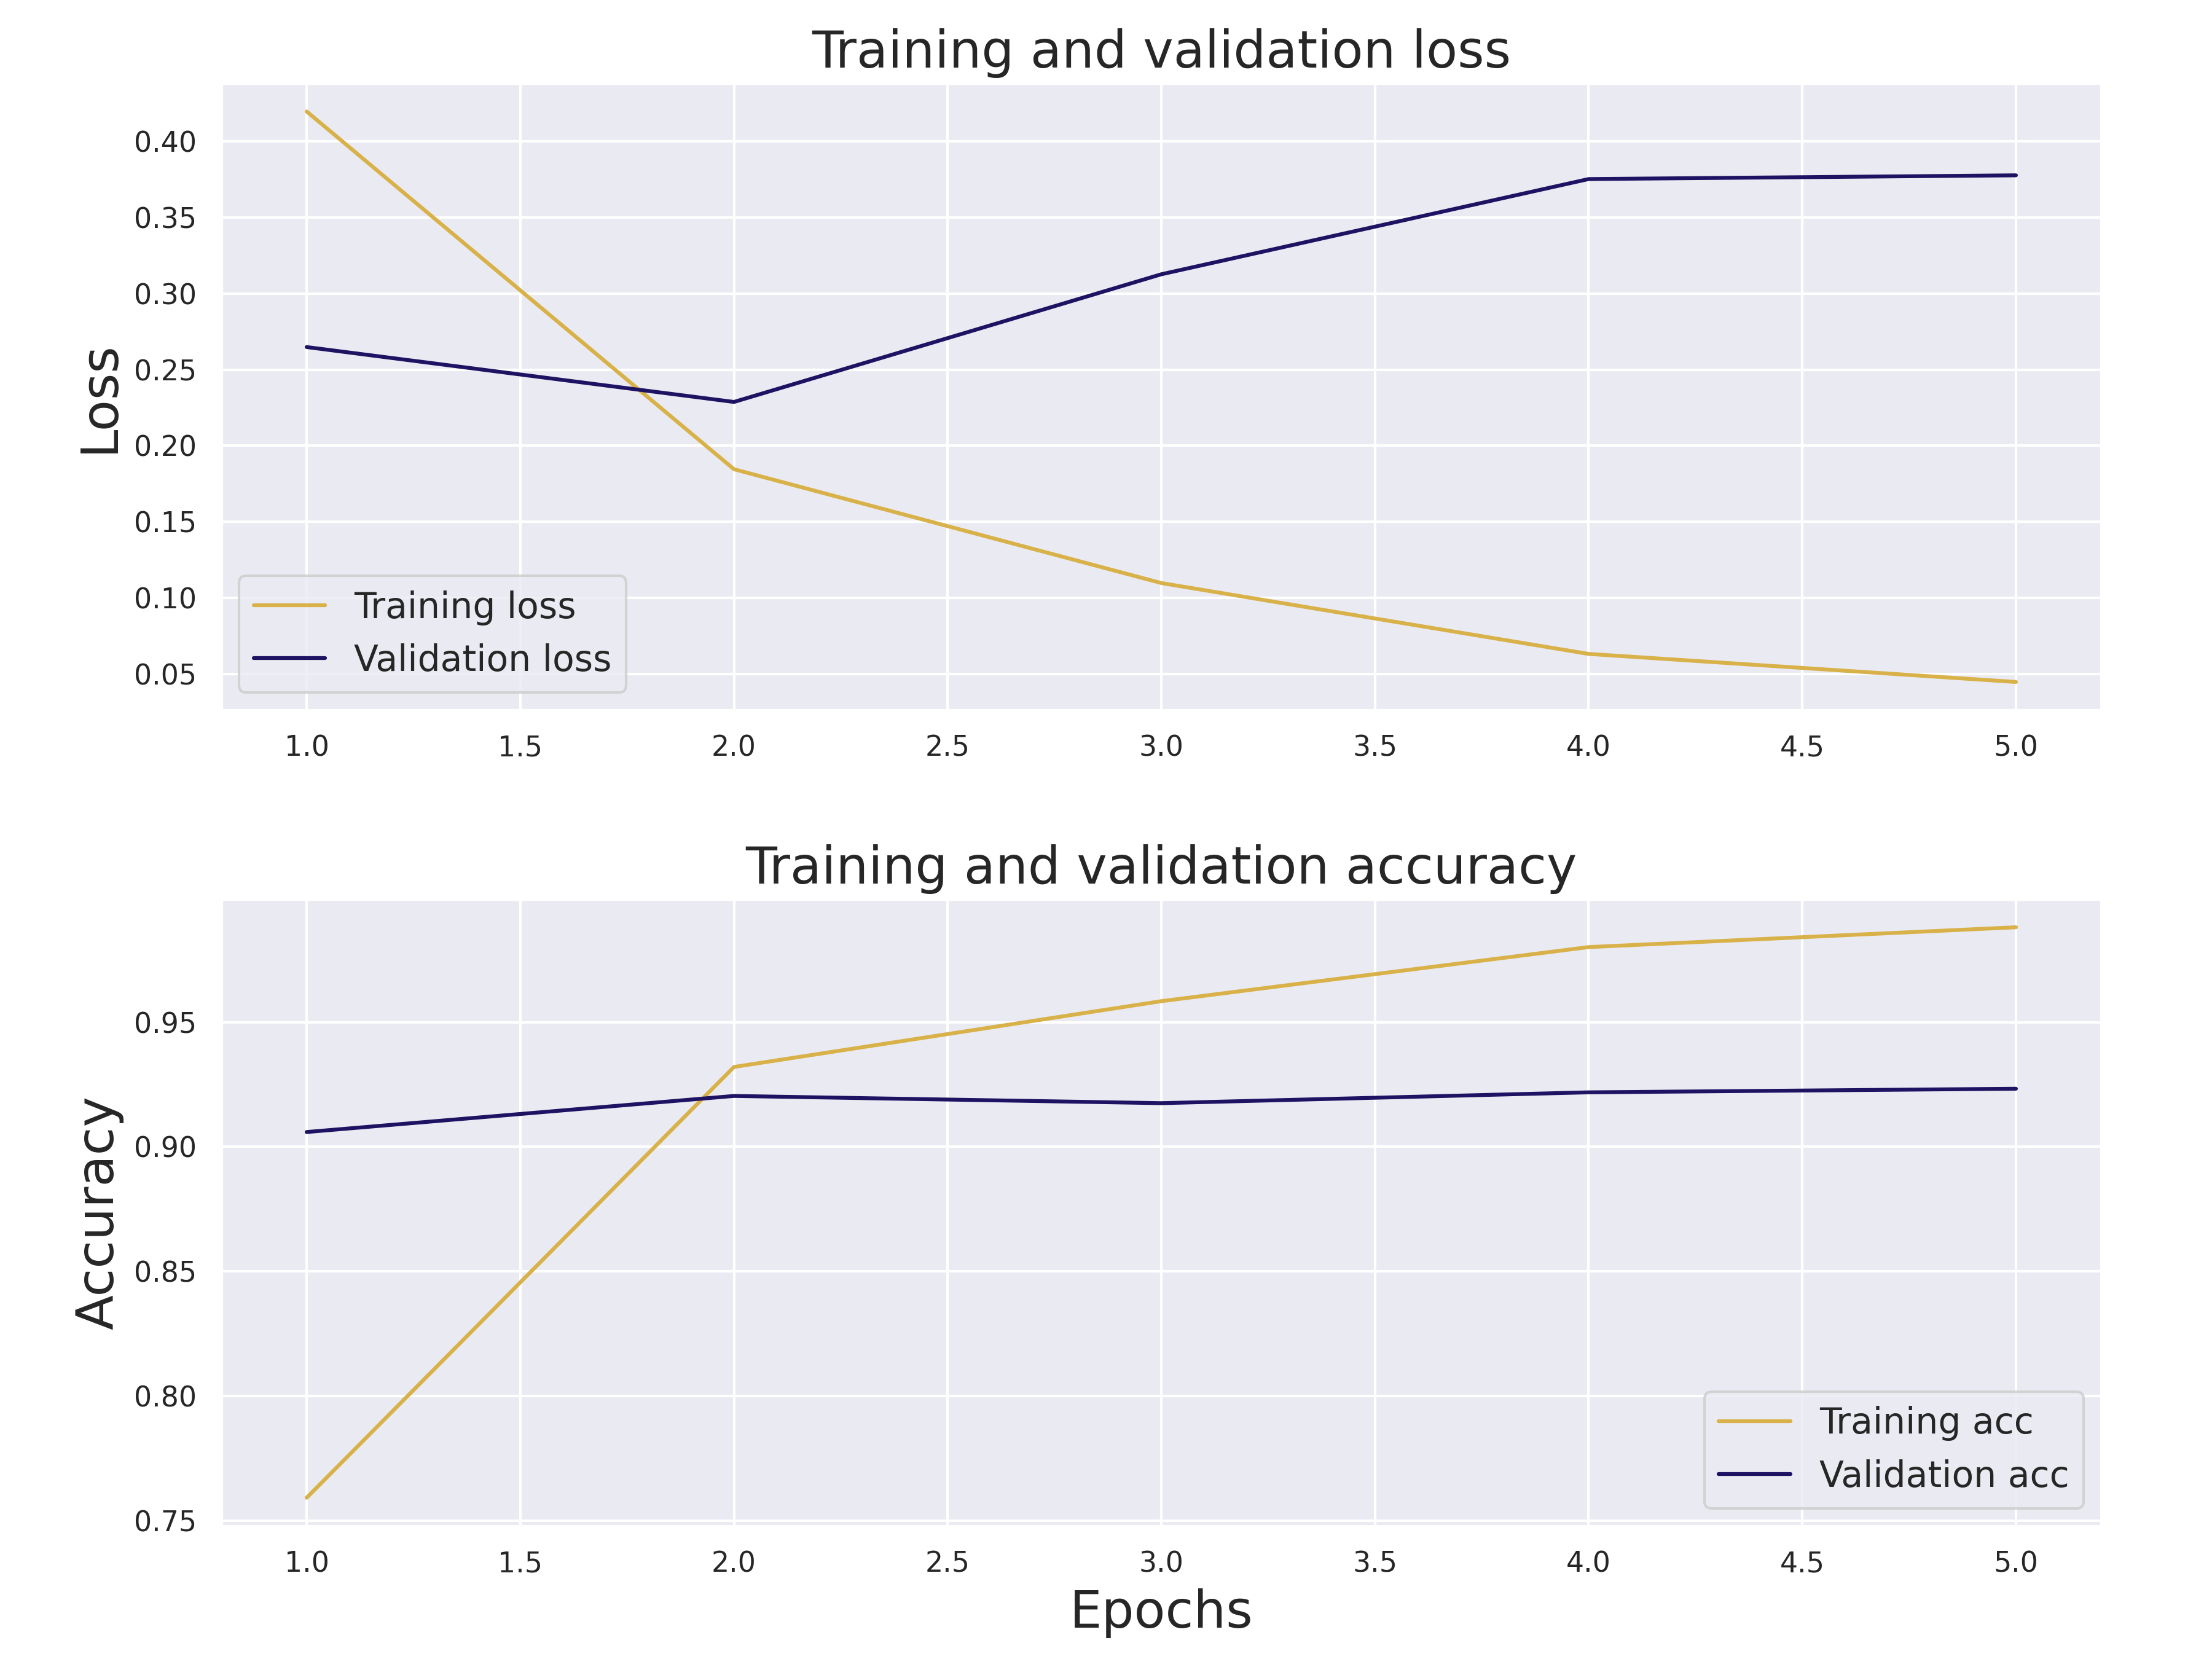 Training and validation loss
Loss
0.40
0.35
0.30
0.25
0.20
0.15
0.10
0.05
Training loss
Validation loss
1.0 1.5 2.0 2.5 3.0 3.5 4.0 4.5 5.0
Training and validation accuracy
Accuracy
0.95
0.90
0.85
0.80
0.75
Training acc
Validation acc
1.0 1.5 2.0 2.5 3.0 3.5 4.0 4.5 5.0
Epochs